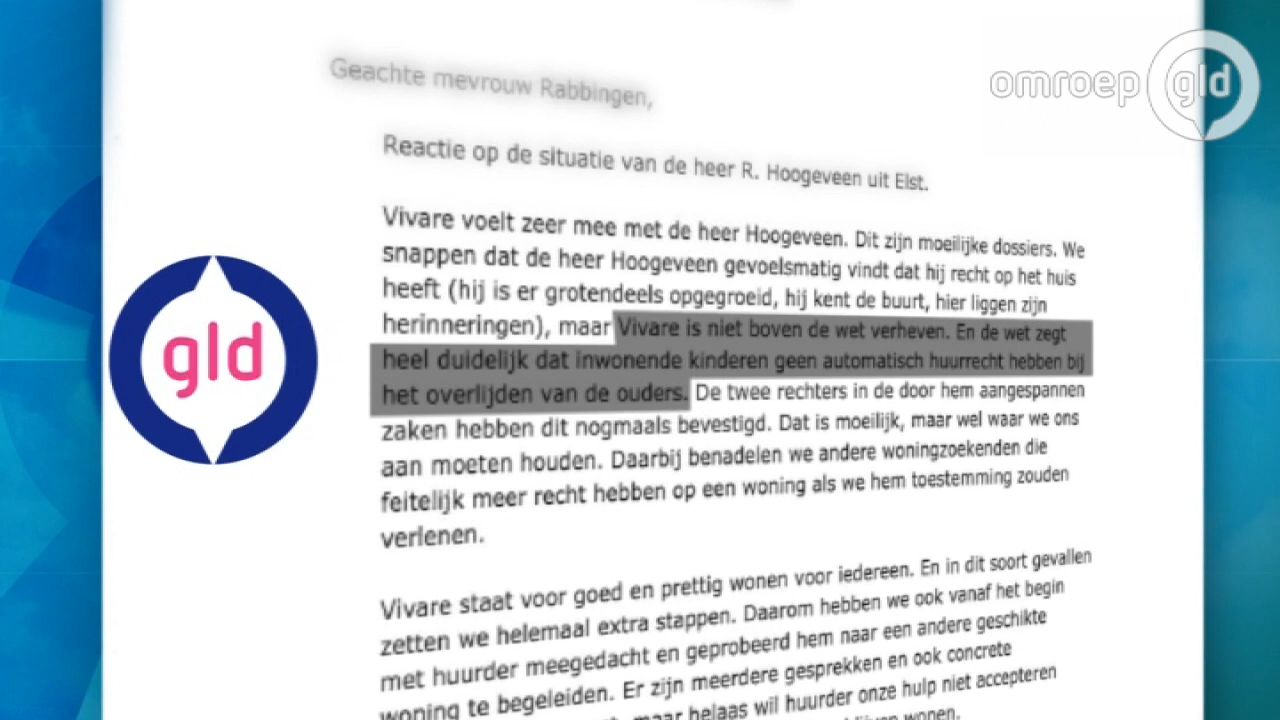 omroep gld
Geachte mevrouw Rabbingen,
Reactie op de situatie van de heer R. Hoogeveen uit Elst.
Vivare voelt zeer mee met de heer Hoogeveen. Dit zijn moeilijke dossiers. We
snappen dat de heer Hoogeveen gevoelsmatig vindt dat hij recht op het huis
heeft (hij is er grotendeels opgegroeid, hij kent de buurt, hier liggen zijn
herinneringen), maar Vivare is niet boven de wet verheven. En de wet zegt
heel duidelijk dat inwonende kinderen geen automatisch huurrecht hebben bij
het overlijden van de ouders. De twee rechters in de door hem aangespannen
zaken hebben dit nogmaals bevestigd. Dat is moeilijk, maar wel waar we ons
aan moeten houden. Daarbij benadelen we andere woningzoekenden die
feitelijk meer recht hebben op een woning als we hem toestemming zouden
verlenen.
gld
Vivare staat voor goed en prettig wonen voor iedereen. En in dit soort gevallen
zetten we helemaal extra stappen. Daarom hebben we ook vanaf het begin
met huurder meegedacht en geprobeerd hem naar een andere geschikte
woning te begeleiden. Er zijn meerdere gesprekken en ook concrete
maar helaas wil huurder onze hulp niet accepteren
wonen.